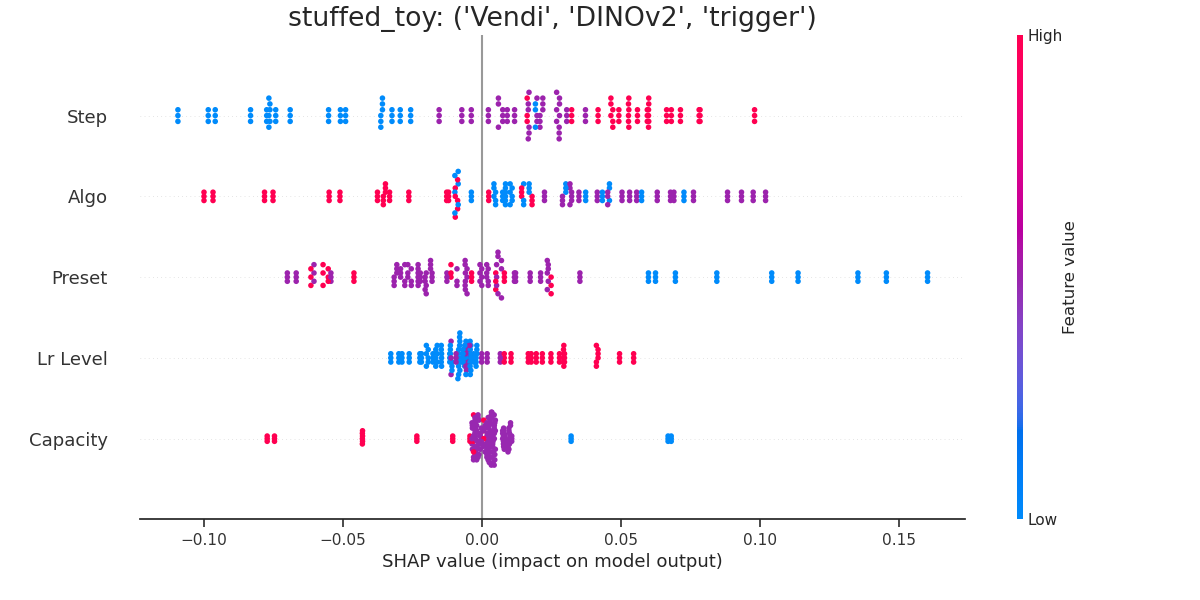 stuffed_toy: ('Vendi', 'DINOv2', 'trigger')
High
Step
Algo
Preset
Lr Level
Capacity
Feature value
Low
−0.10
−0.05
0.00
0.05
0.10
0.15
SHAP value (impact on model output)